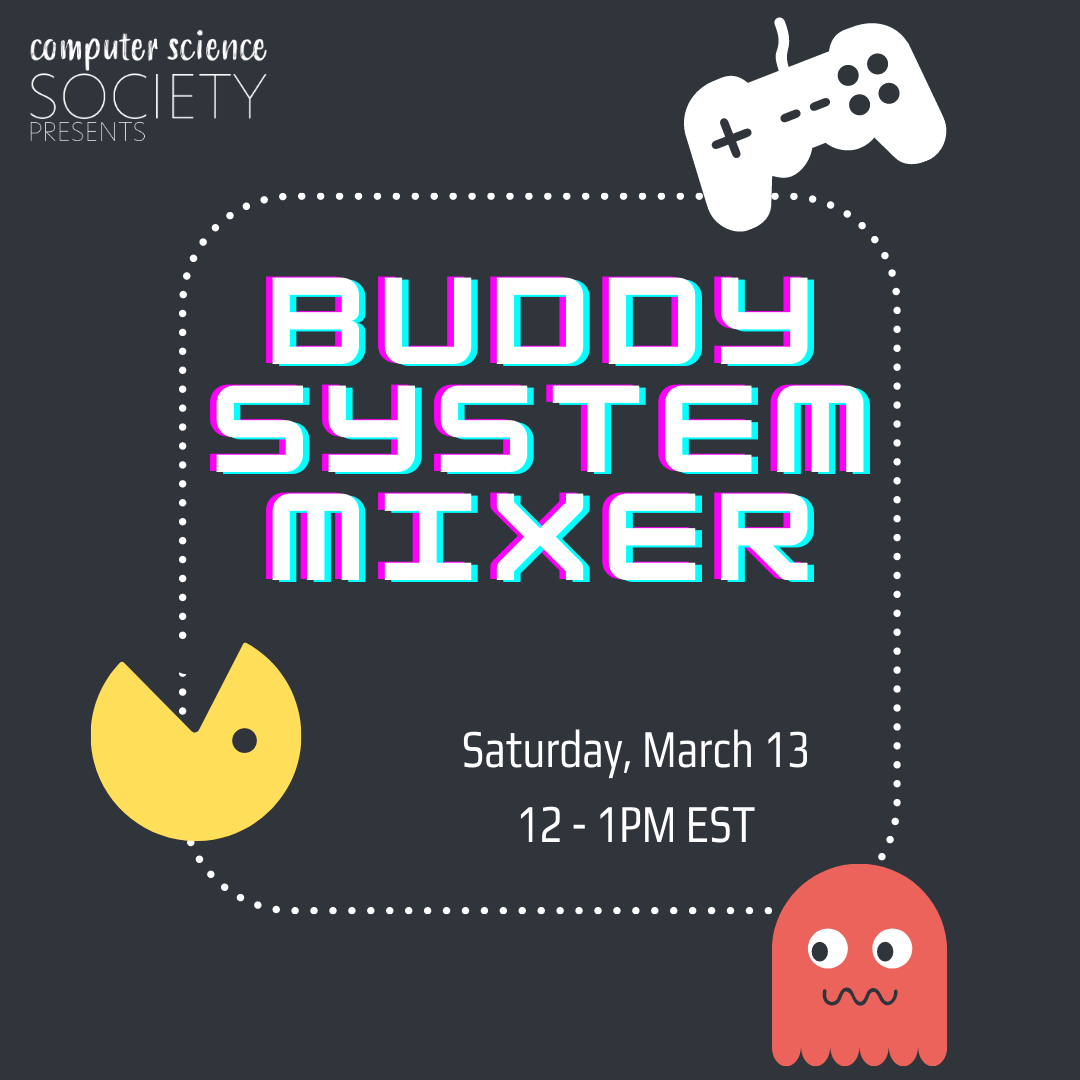 computer science
SOCIETY
PRESENTS
BUDDY
SYSTEM
MIXER
Saturday, March 13
12 - 1PM EST